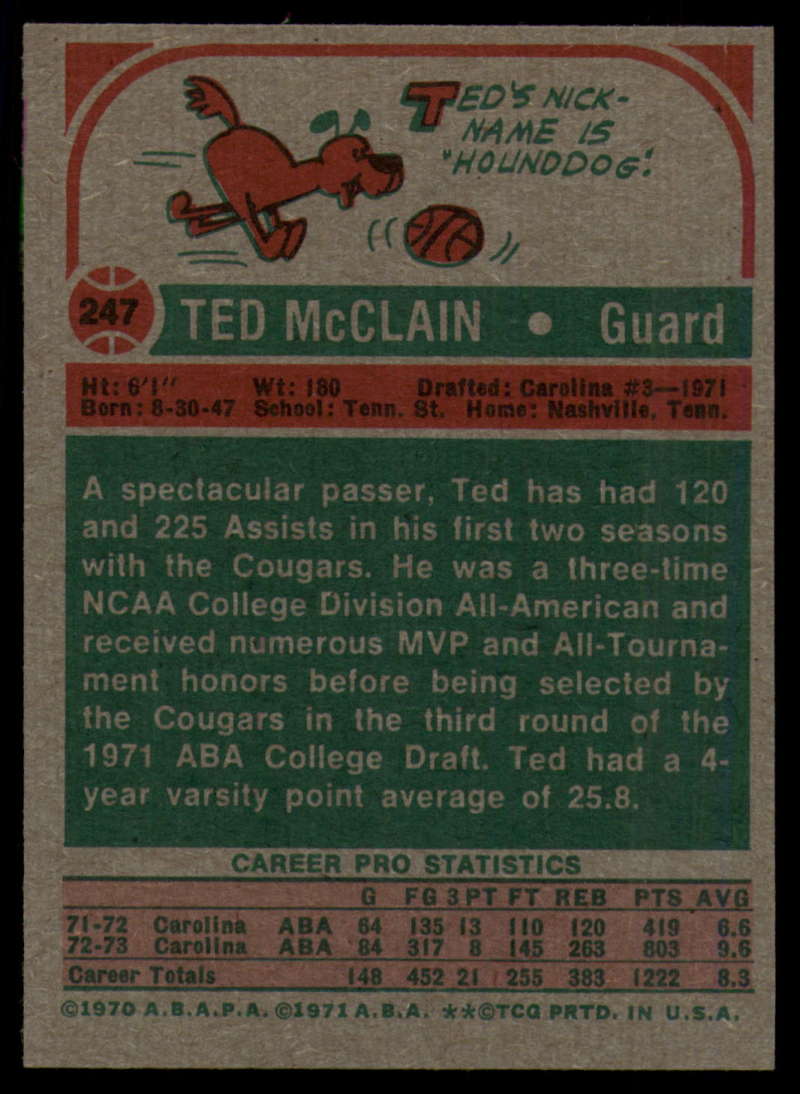 TED'S NICK-
NAME IS
"HOUNDDOG".
247 TED McCLAIN • Guard
Ht: 6'1" Wt: 180 Drafted: Carolina #3—1971
Born: 8-30-47 School: Tenn. St. Home: Nashville, Tenn.
A spectacular passer, Ted has had 120
and 225 Assists in his first two seasons
with the Cougars. He was a three-time
NCAA College Division All-American and
received numerous MVP and All-Tourna-
ment honors before being selected by
the Cougars in the third round of the
1971 ABA College Draft. Ted had a 4-
year varsity point average of 25.8.
CAREER PRO STATISTICS
G FG 3PT FT REB PTS AVG
71-72 Carolina ABA 64 135 13 110 120 419 6.6
72-73 Carolina ABA 84 317 8 145 263 803 9.6
Career Totals 148 452 21 255 383 1222 8.3
©1970 A.B.A.P.A. ©1971 A.B.A. **©TCG PRTD. IN U.S.A.